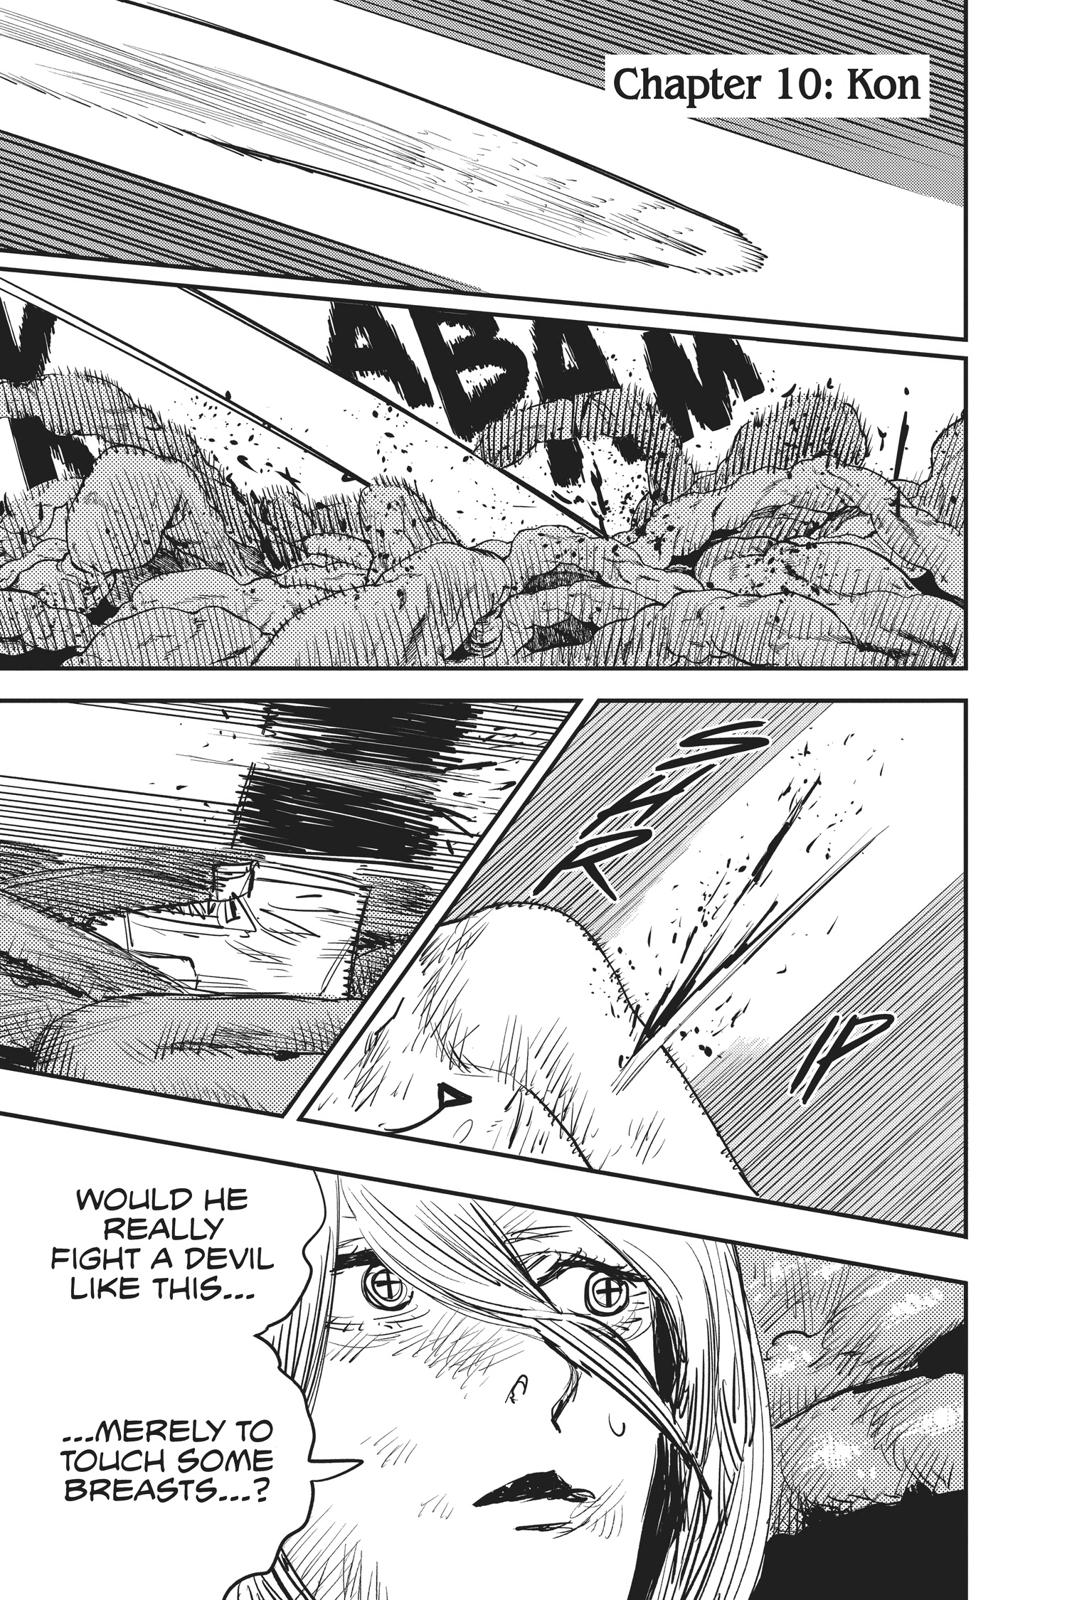 Chapter 10: Kon
ABAM
SHR
IP
WOULD HE
REALLY
FIGHT A DEVIL
LIKE THIS...
...MERELY TO
TOUCH SOME
BREASTS...?